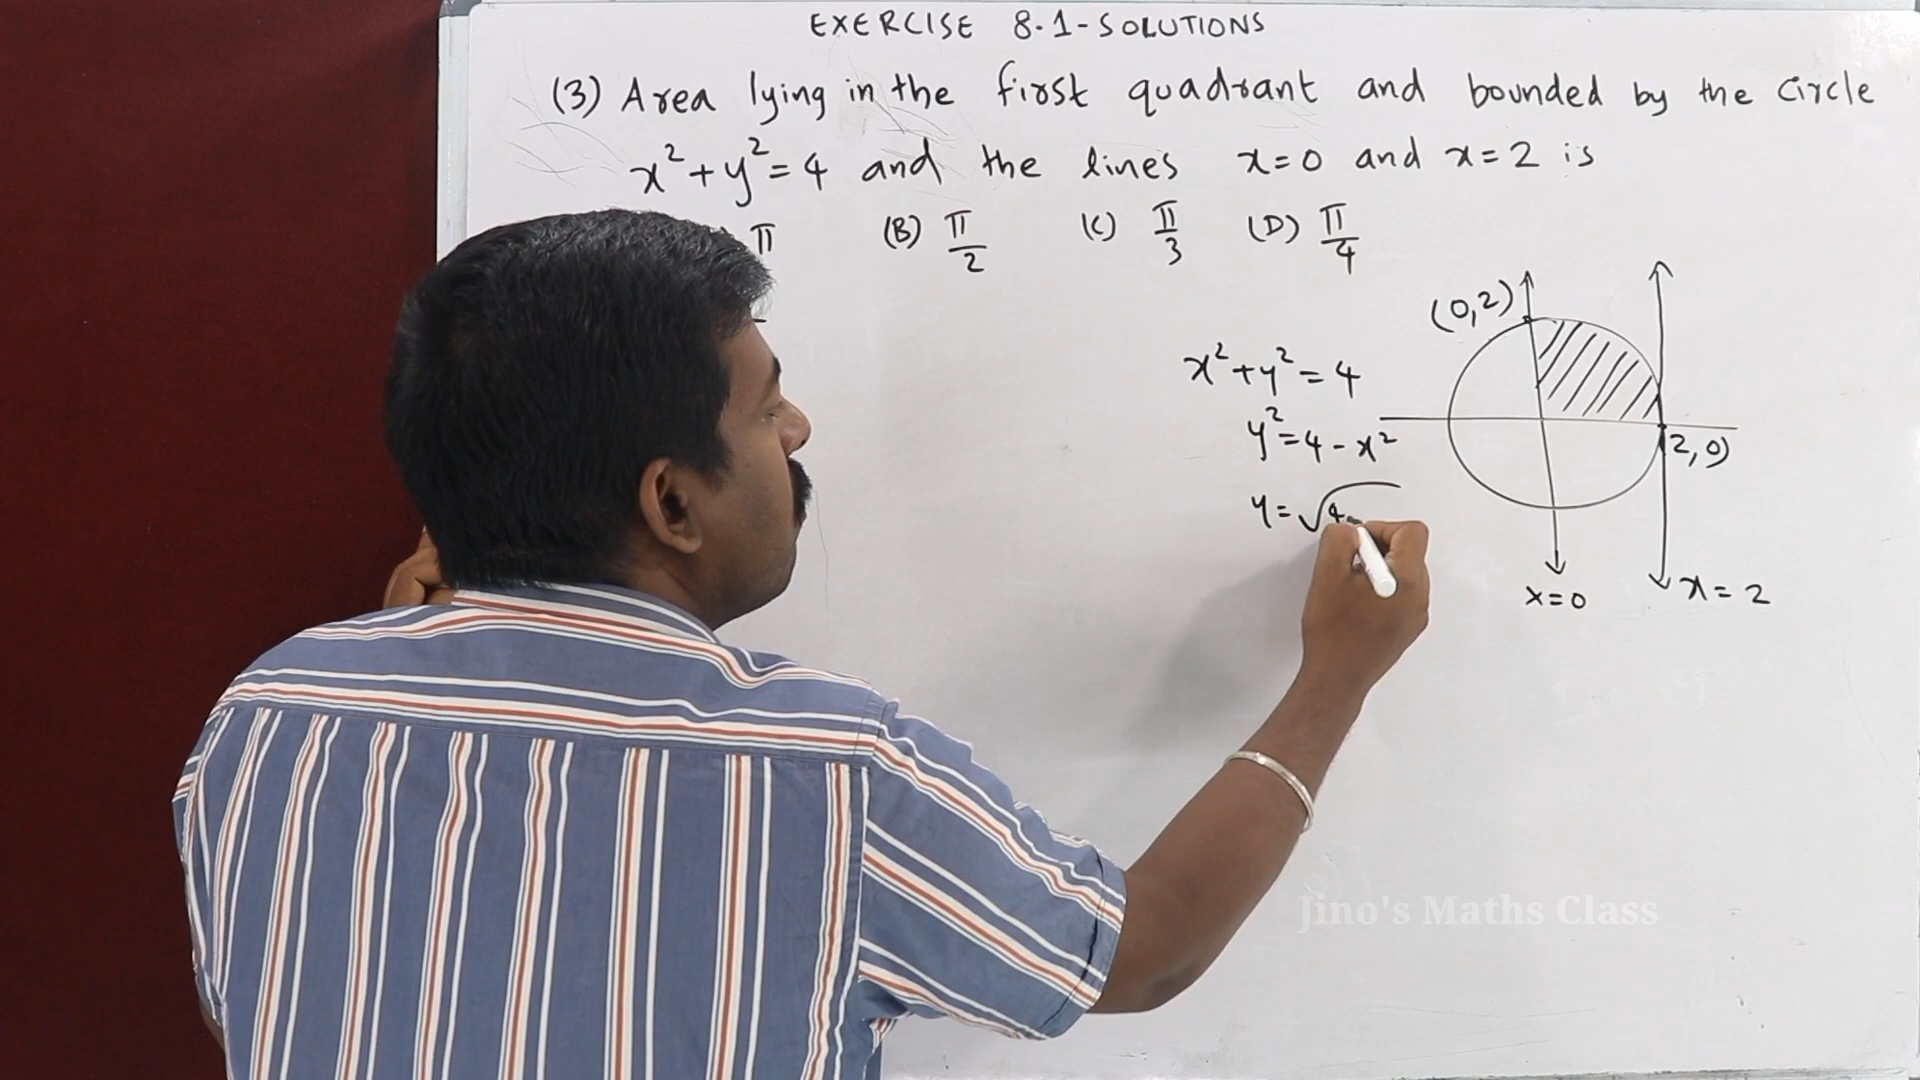 EXERCISE 8.1-SOLUTIONS
(3) Area lying in the first quadrant and bounded by the circle
x²+y²=4 and the lines x=0 and x=2 is
π (B) π/2 (C) π/3 (D) π/4
(0,2)
x²+y²=4
y²=4-x²
y=√4-
2,0)
x=0
x=2
Jino's Maths Class